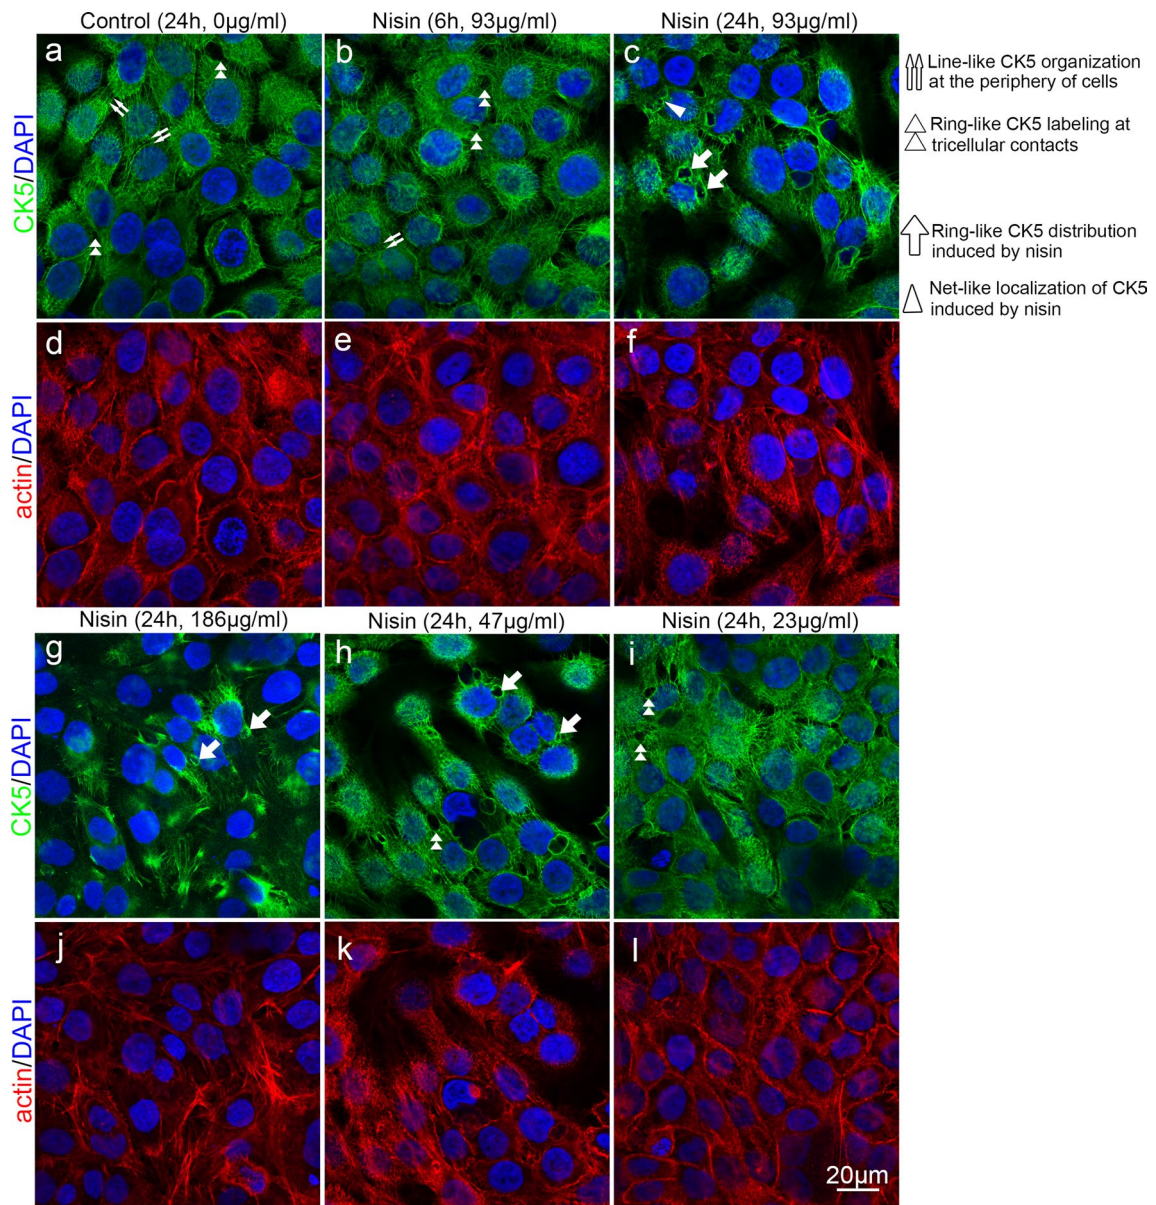 Control (24h, 0µg/ml)
Nisin (6h, 93µg/ml)
Nisin (24h, 93µg/ml)
CK5/DAPI
a
b
c
Line-like CK5 organization
at the periphery of cells
Ring-like CK5 labeling at
tricellular contacts
Ring-like CK5 distribution
induced by nisin
Net-like localization of CK5
induced by nisin
actin/DAPI
d
e
f
Nisin (24h, 186µg/ml)
Nisin (24h, 47µg/ml)
Nisin (24h, 23µg/ml)
CK5/DAPI
g
h
i
actin/DAPI
j
k
l
20µm